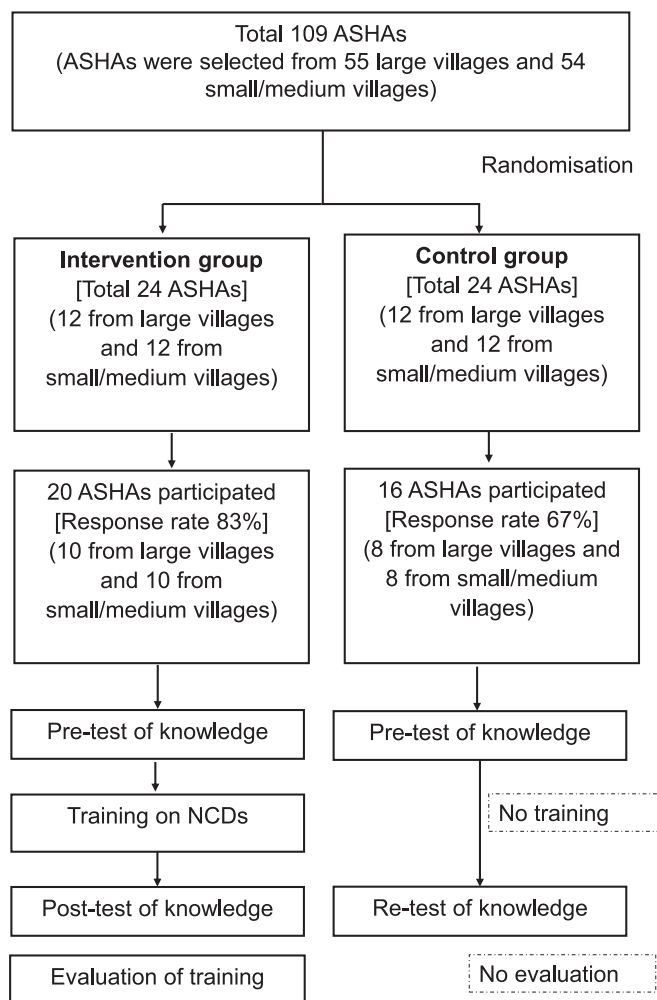 Total 109 ASHAs
(ASHAs were selected from 55 large villages and 54
small/medium villages)
Randomisation
Intervention group
[Total 24 ASHAs]
(12 from large villages
and 12 from
small/medium villages)
Control group
[Total 24 ASHAs]
(12 from large villages
and 12 from
small/medium villages)
20 ASHAs participated
[Response rate 83%]
(10 from large villages
and 10 from
small/medium villages)
16 ASHAs participated
[Response rate 67%]
(8 from large villages and
8 from small/medium
villages)
Pre-test of knowledge
Pre-test of knowledge
Training on NCDs
No training
Post-test of knowledge
Re-test of knowledge
Evaluation of training
No evaluation